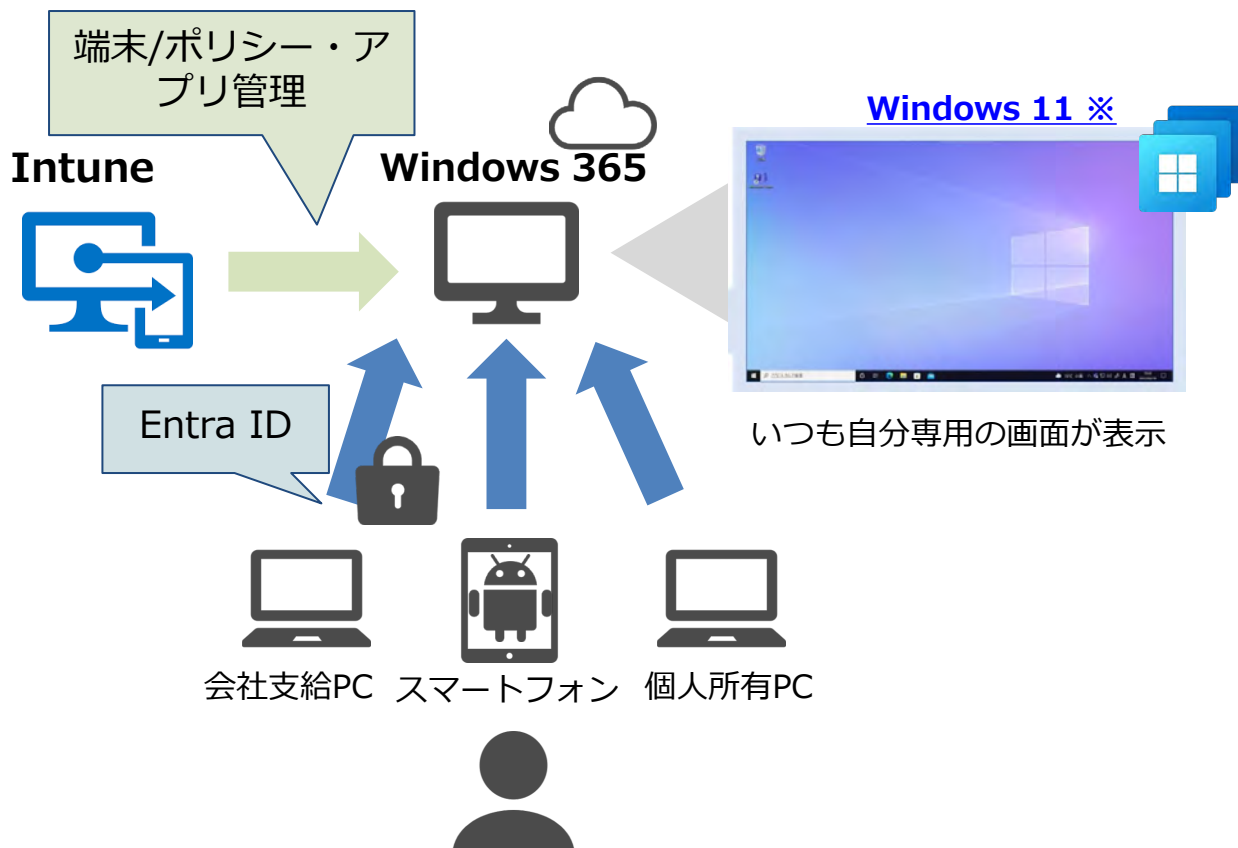 端末/ポリシー・ア
プリ管理
Intune
Windows 365
Windows 11 ※
いつも自分専用の画面が表示
Entra ID
会社支給PC
スマートフォン
個人所有PC